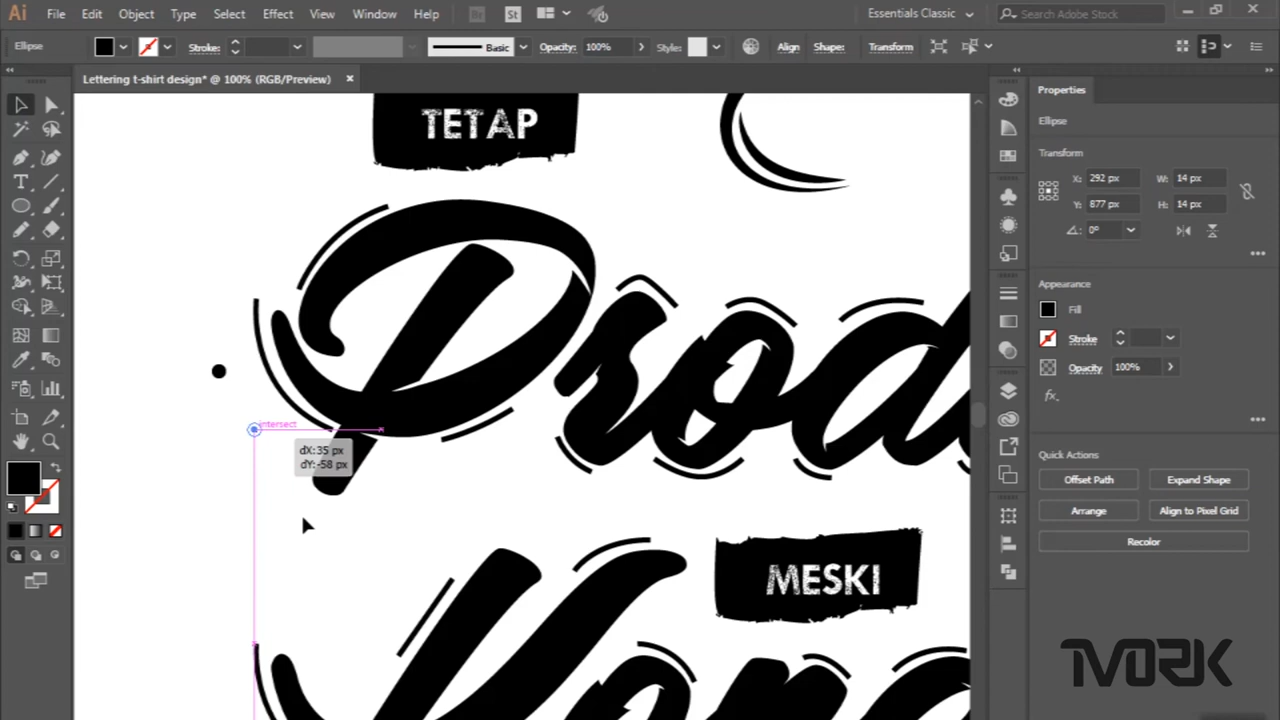 Ai File Edit Object Type Select Effect View Window Help Br St Essentials Classic Search Adobe Stock
Ellipse Stroke: Basic Opacity: 100% Style: Align Shape: Transform
Lettering t-shirt design* @ 100% (RGB/Preview)
Properties
Ellipse
Transform
X: 292 px W: 14 px
Y: 877 px H: 14 px
0°
Appearance
Fill
Stroke
Opacity 100%
fx
Quick Actions
Offset Path Expand Shape
Arrange Align to Pixel Grid
Recolor
TETAP
Prod
intersect
dX:35 px
dY:-58 px
MESKI
TVORK